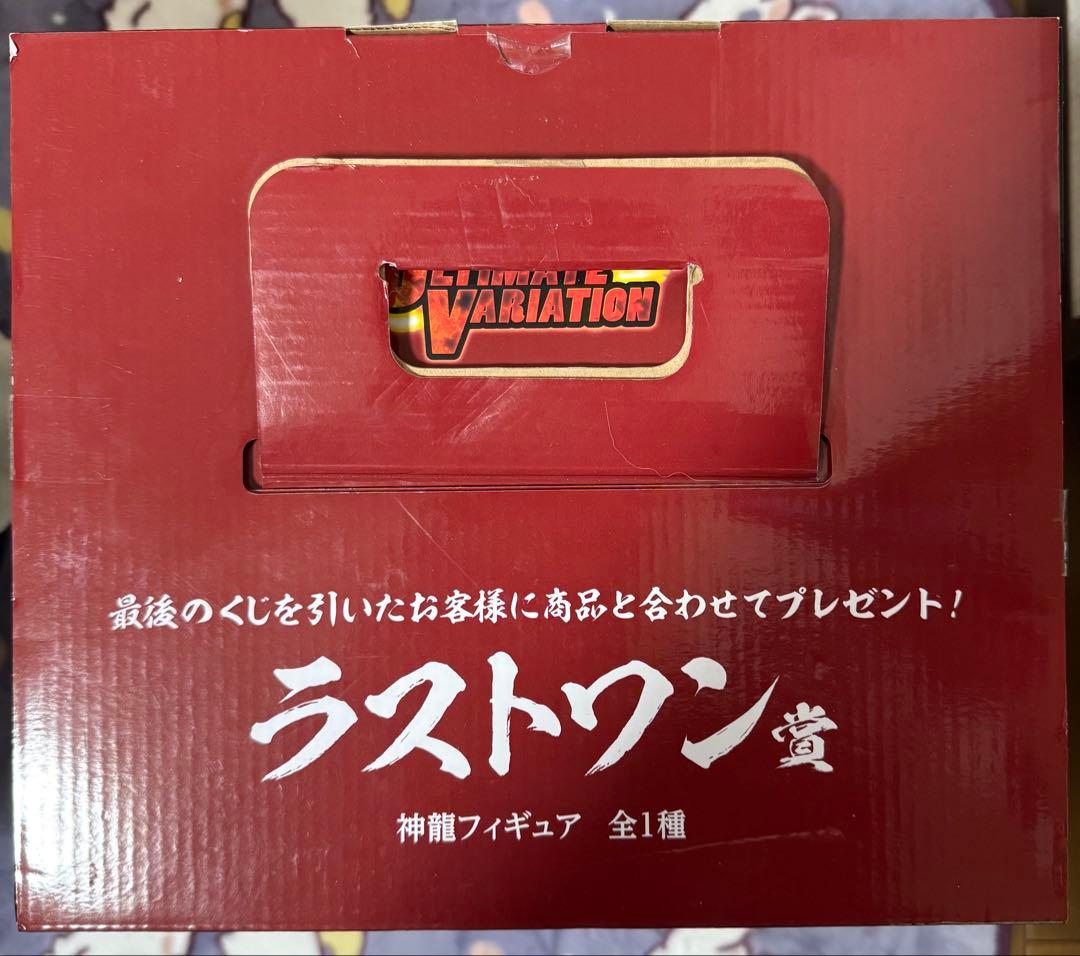 ULTIMATE
VARIATION
最後のくじを引いたお客様に商品と合わせてプレゼント!
ラストワン賞
神龍フィギュア 全1種